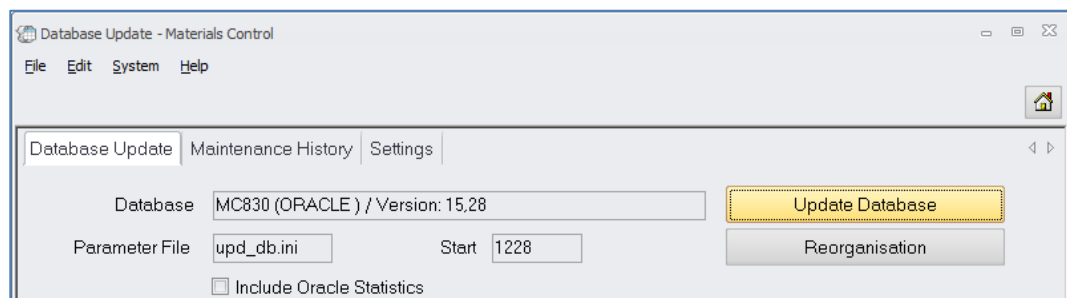 Database Update - Materials Control
File Edit System Help
Database Update Maintenance History Settings
Database MC830 (ORACLE ) / Version: 15,28 Update Database
Parameter File upd_db.ini Start 1228 Reorganisation
Include Oracle Statistics